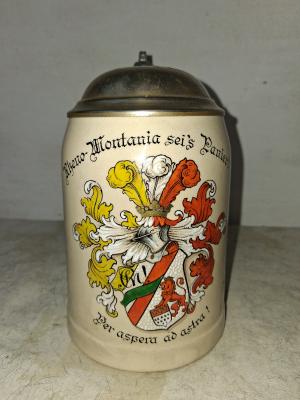 Rheno-Montania sei's Panier
Per aspera ad astra!